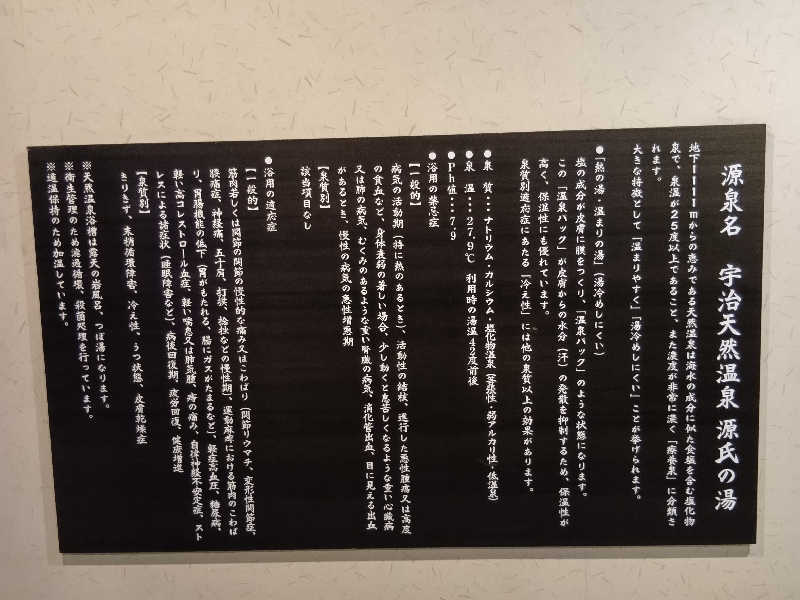 源泉名　宇治天然温泉 源氏の湯
地下1111mからの恵みである天然温泉は海水の成分に似た食塩を含む塩化物
泉で、泉温が25度以上であること、また濃度が非常に濃く、「療養泉」に分類さ
れます。
大きな特徴として「温まりやすく」「湯冷めしにくい」ことが挙げられます。
●「熱の湯・温まりの湯」（湯冷めしにくい）
塩の成分が皮膚に膜をつくり、「温泉パック」のような状態になります。
この「温泉パック」が皮膚からの水分（汗）の発散を抑制するため、保温性が
高く、保湿性にも優れています。
泉質別適応症にあたる「冷え性」には他の泉質以上の効果があります。
●泉　質・・・ナトリウム・カルシウム－塩化物温泉（等張性・弱アルカリ性・低温泉）
●泉　温・・・27.9℃ 利用時の湯温42度前後
●Ph値・・・7.9
●浴用の禁忌症
【一般的】
病気の活動期（特に熱のあるとき）、活動性の結核、進行した悪性腫瘍又は高度
の貧血など、身体衰弱の著しい場合、少し動くと息苦しくなるような重い心臓病
又は肺の病気、むくみのあるような重い腎臓の病気、消化管出血、目に見える出血
があるとき、慢性の病気の急性増悪期
【泉質別】
該当項目なし
●浴用の適応症
【一般的】
筋肉若しくは関節の関節の慢性的な痛み又はこわばり（関節リウマチ、変形性関節症、
腰痛症、神経痛、五十肩、打撲、捻挫などの慢性期）、運動麻痺における筋肉のこわば
り、胃腸機能の低下（胃がもたれる、腸にガスがたまるなど）、軽症高血圧、糖尿病、
軽い高コレステロール血症、軽い喘息又は肺気腫、痔の痛み、自律神経不安定症、スト
レスによる諸症状（睡眠障害など）、病後回復期、疲労回復、健康増進
【泉質別】
きりきず、末梢循環障害、冷え性、うつ状態、皮膚乾燥症
※天然温泉浴槽は露天の岩風呂、つぼ湯になります。
※衛生管理のため濾過循環、殺菌処理を行っています。
※適温保持のため加温しています。